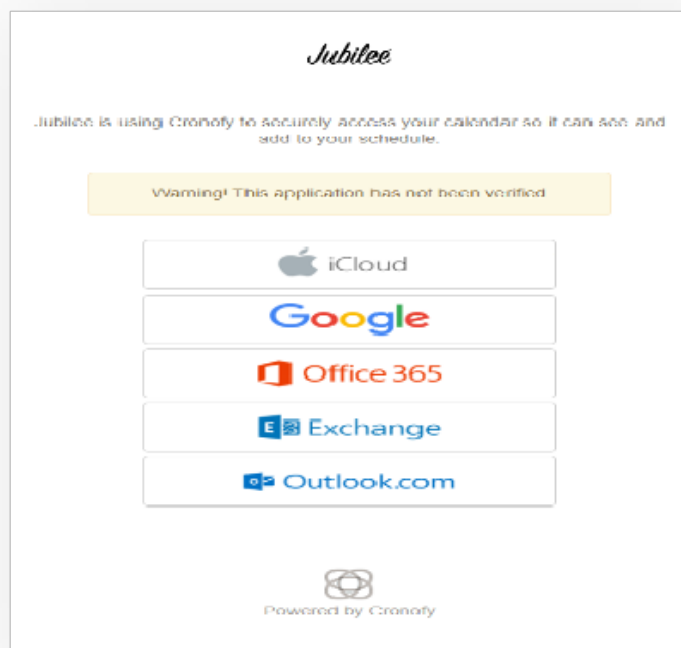 Jubilee
Jubilee is using Cronofy to securely access your calendar so it can see and
add to your schedule.
Warning! This application has not been verified
iCloud
Google
Office 365
E Exchange
o Outlook.com
Powered by Cronofy